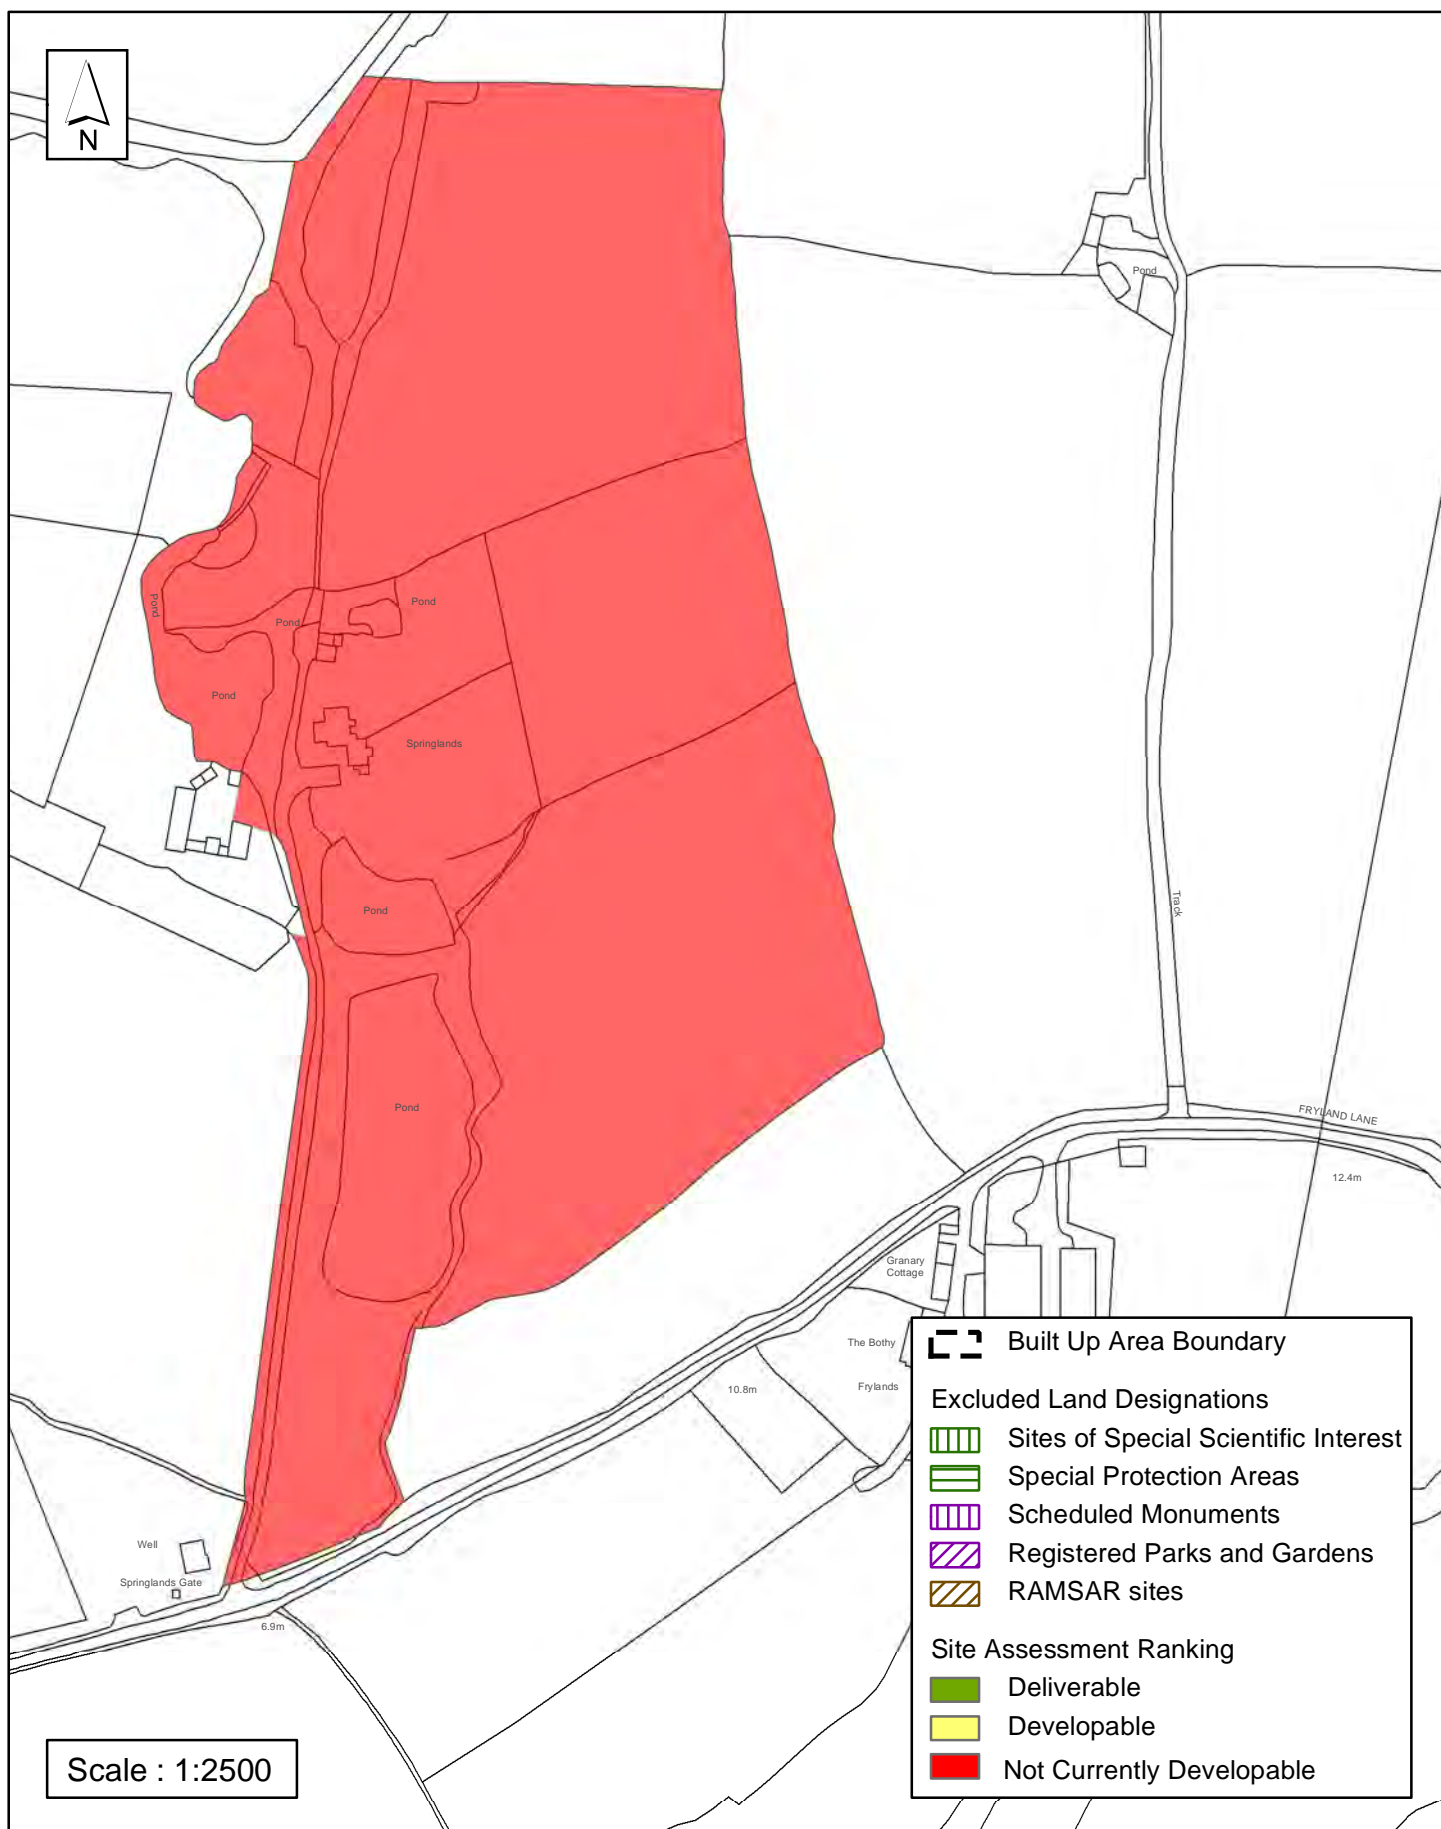 N
Pond
Pond
Pond
Pond
Pond
Springlands
Track
Pond
Pond
FRYLAND LANE
12.4m
Granary
Cottage
The Bothy
Frylands
10.8m
Well
Springlands Gate
6.9m
Built Up Area Boundary
Excluded Land Designations
Sites of Special Scientific Interest
Special Protection Areas
Scheduled Monuments
Registered Parks and Gardens
RAMSAR sites
Site Assessment Ranking
Deliverable
Developable
Not Currently Developable
Scale : 1:2500